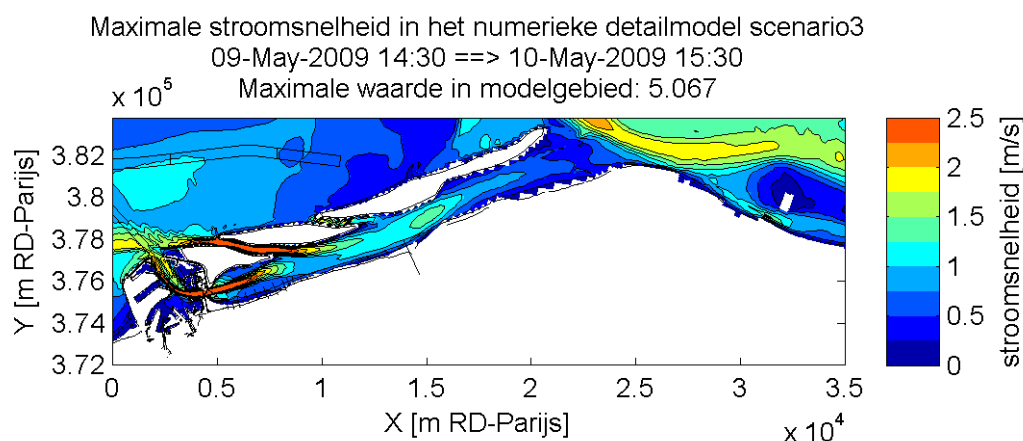 Maximale stroomsnelheid in het numerieke detailmodel scenario3
09-May-2009 14:30 ==> 10-May-2009 15:30
Maximale waarde in modelgebied: 5.067
x 10^5
3.82
3.8
3.78
3.76
3.74
3.72
Y [m RD-Parijs]
0
0.5
1
1.5
2
2.5
3
3.5
X [m RD-Parijs]
x 10^4
2.5
2
1.5
1
0.5
0
stroomsnelheid [m/s]